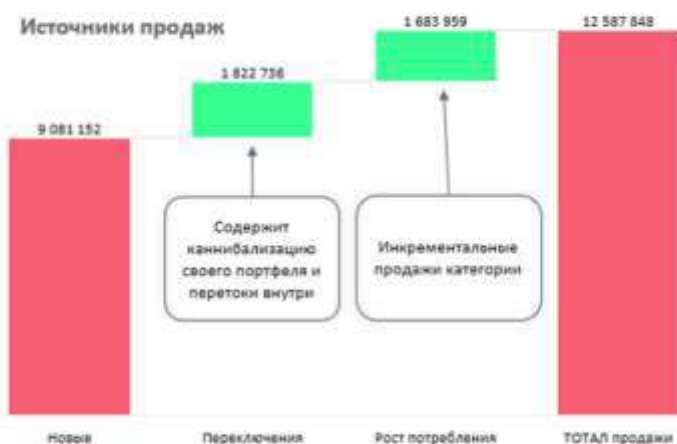 Источники продаж
1 683 959
12 587 848
1 822 736
9 081 152
Содержит
каннибализацию
своего портфеля и
перетоки внутри
Инкрементальные
продажи категории
Новые
Переключения
Рост потребления
ТОТАЛ продажи